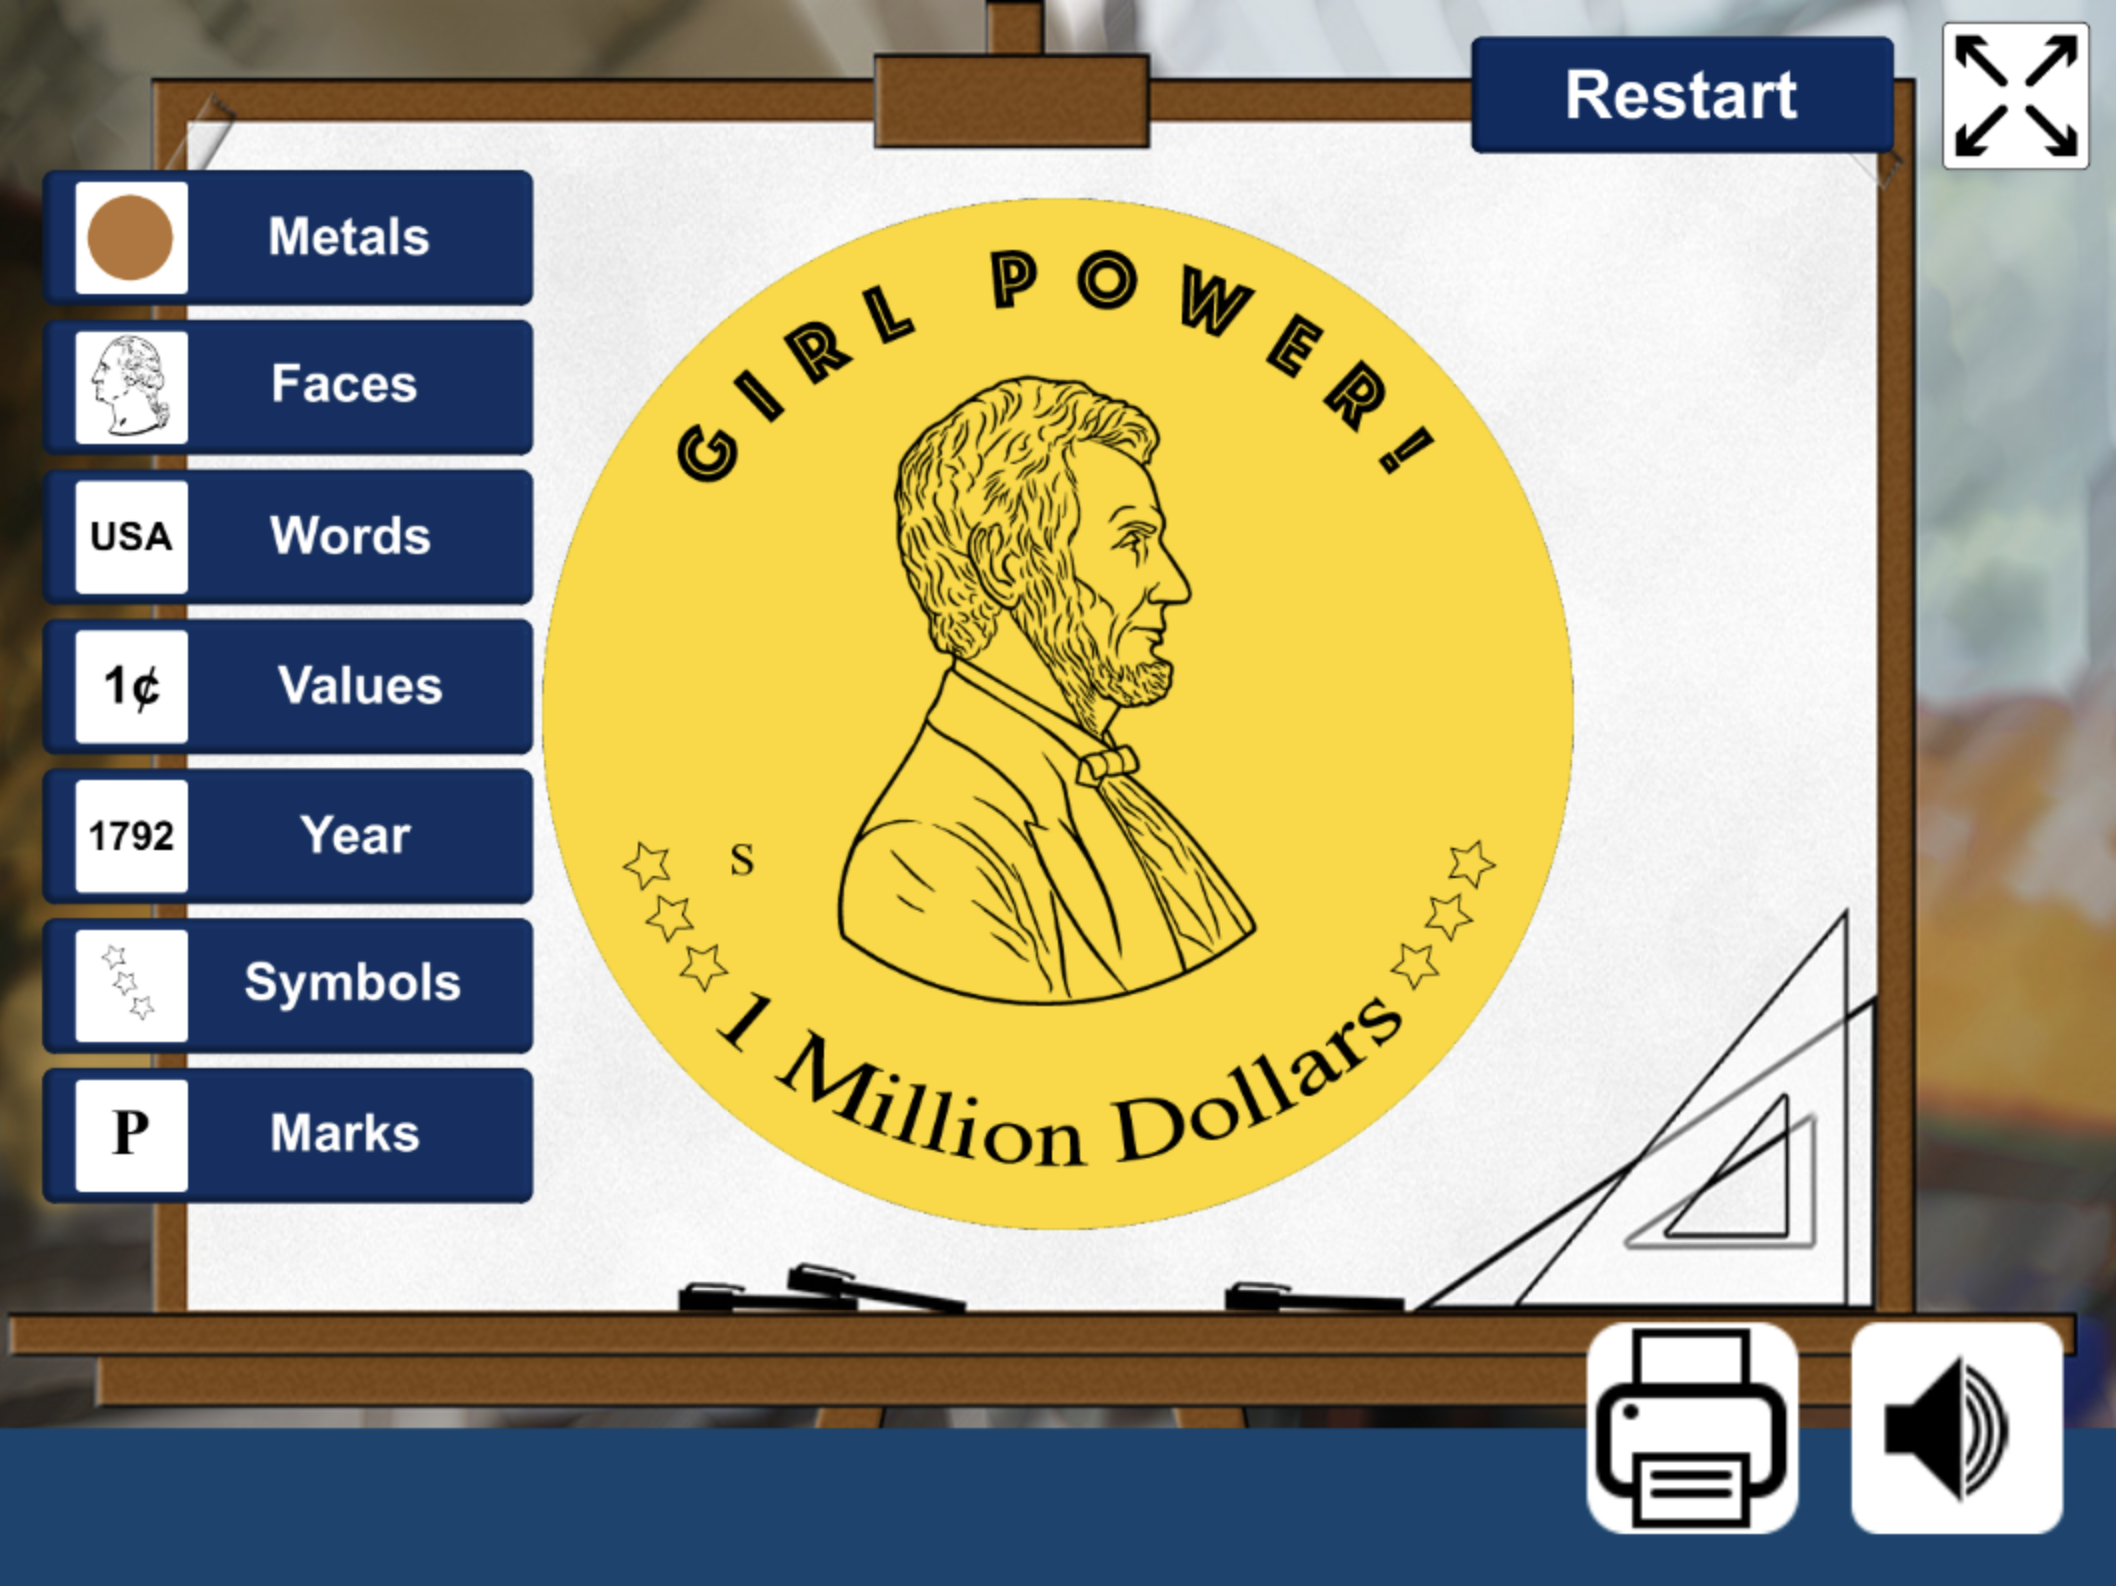 Restart
Metals
Faces
USA
Words
1¢
Values
1792
Year
Symbols
P
Marks
GIRL POWER!
S
1 Million Dollars